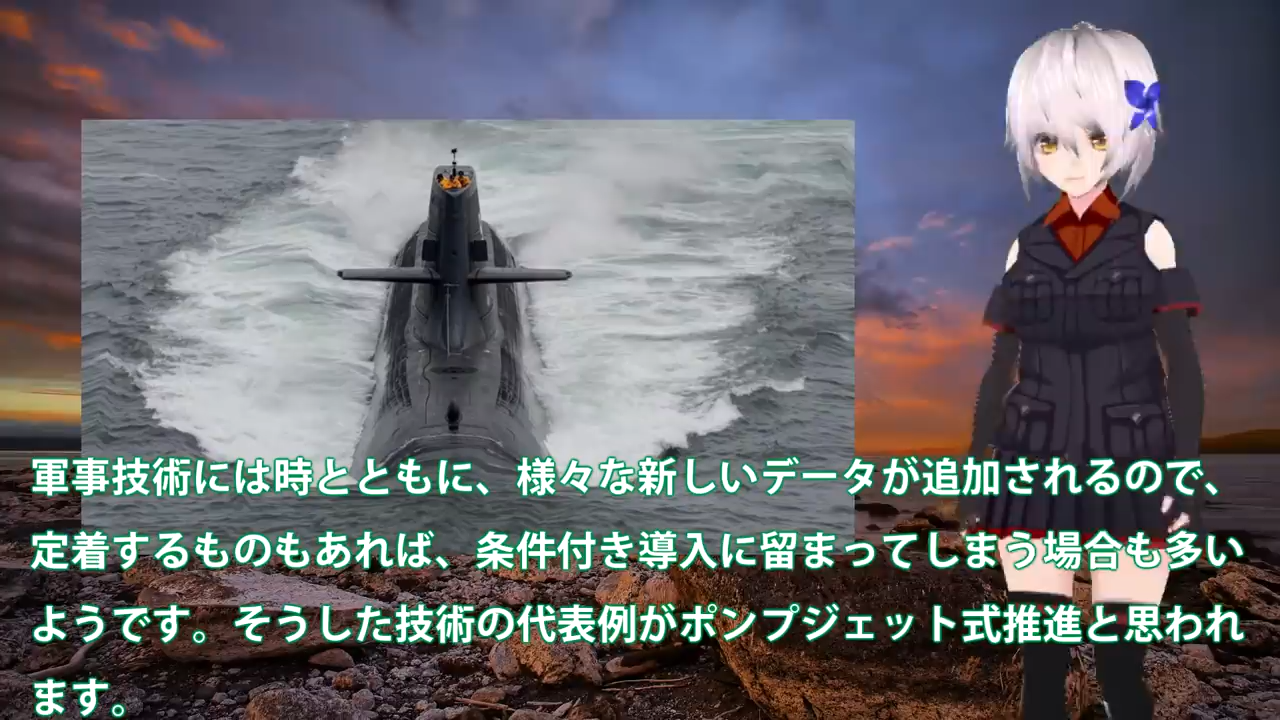 軍事技術には時とともに、様々な新しいデータが追加されるので、
定着するものもあれば、条件付き導入に留まってしまう場合も多い
ようです。そうした技術の代表例がポンプジェット式推進と思われ
ます。